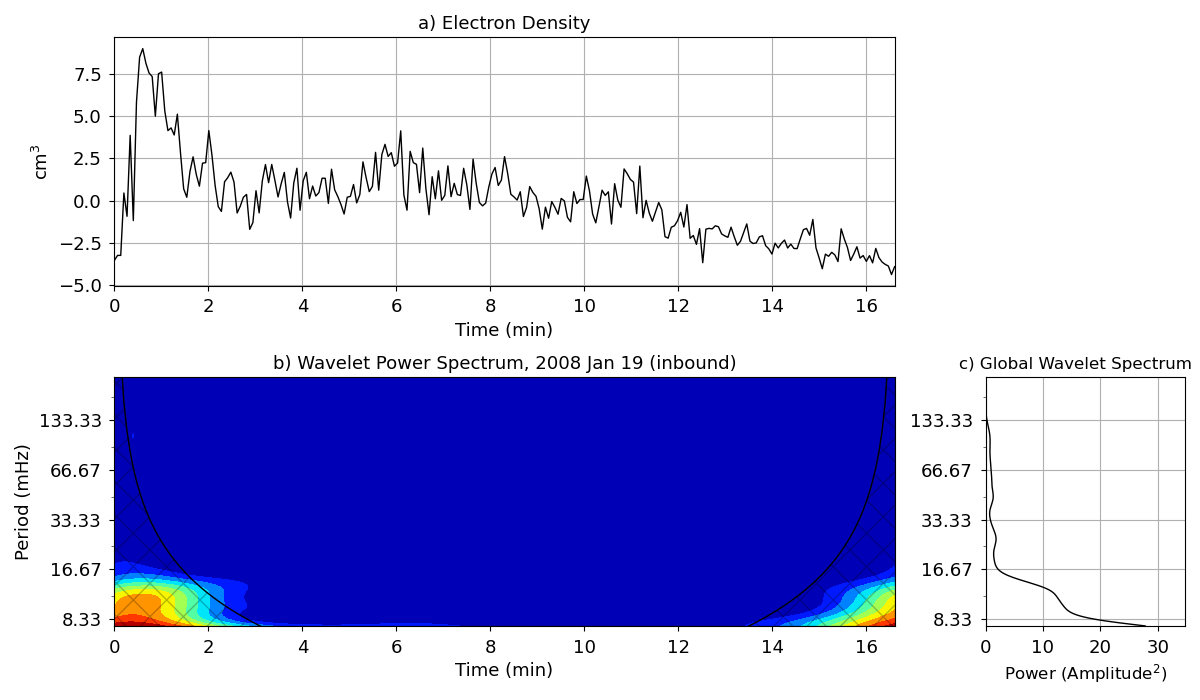 a) Electron Density
7.5
5.0
2.5
0.0
−2.5
−5.0
cm³
0 2 4 6 8 10 12 14 16
Time (min)
b) Wavelet Power Spectrum, 2008 Jan 19 (inbound)
133.33
66.67
33.33
16.67
8.33
Period (mHz)
0 2 4 6 8 10 12 14 16
Time (min)
c) Global Wavelet Spectrum
133.33
66.67
33.33
16.67
8.33
0 10 20 30
Power (Amplitude²)